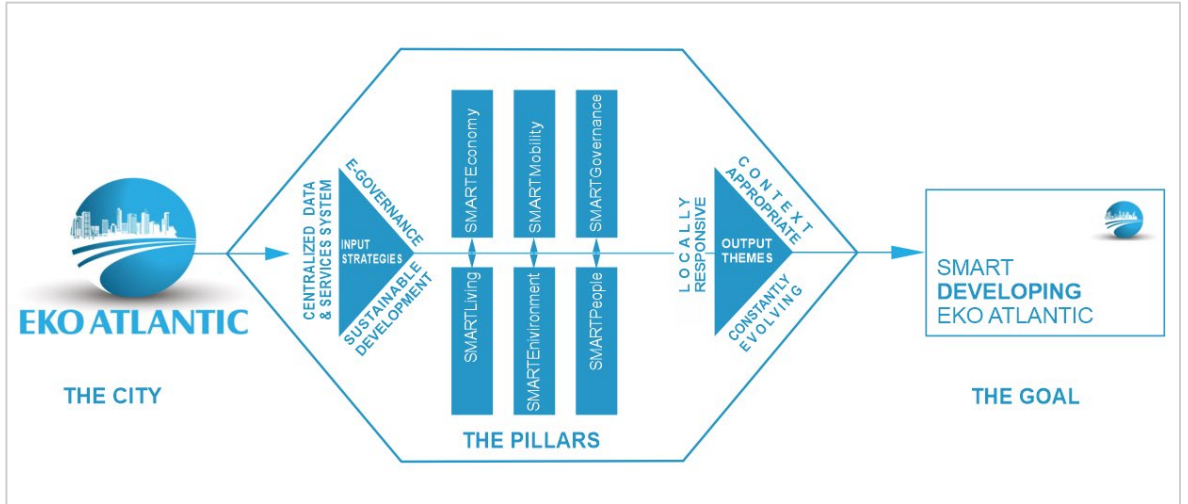 EKO ATLANTIC
THE CITY
CENTRALIZED DATA
& SERVICES SYSTEM
E-GOVERNANCE
INPUT
STRATEGIES
SUSTAINABLE
DEVELOPMENT
SMARTEconomy
SMARTMobility
SMARTGovernance
SMARTLiving
SMARTEnivironment
SMARTPeople
THE PILLARS
LOCALLY
RESPONSIVE
CONTEXT
APPROPRIATE
OUTPUT
THEMES
CONSTANTLY
EVOLVING
SMART
DEVELOPING
EKO ATLANTIC
THE GOAL